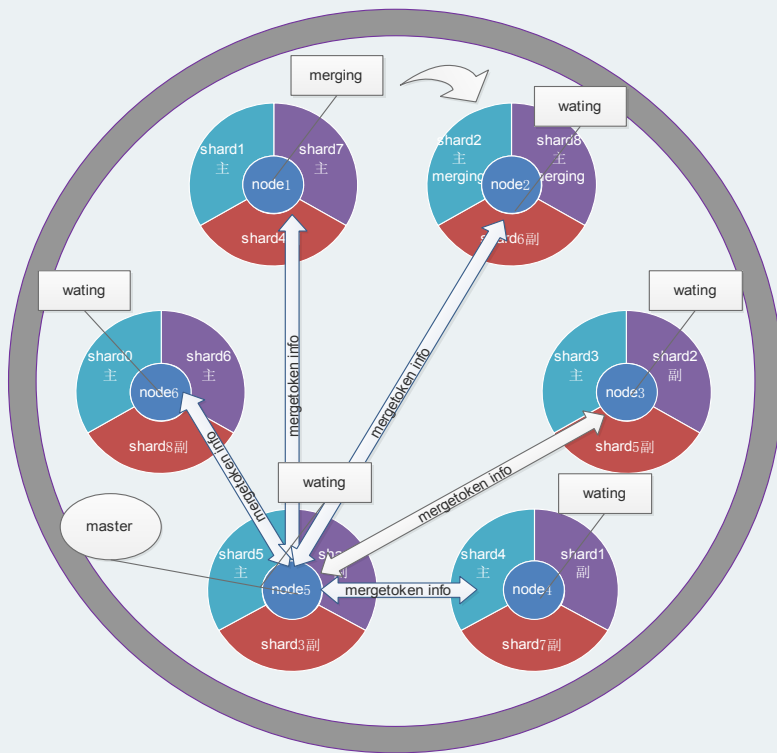 merging
wating
shard1
主
shard7
主
node1
shard4
shard2
主
merging
shard8
主
merging
node2
shard6副
wating
wating
shard0
主
shard6
主
node6
shard8副
shard3
主
shard2
副
node3
shard5副
mergetoken info
mergetoken info
mergetoken info
mergetoken info
mergetoken info
wating
wating
master
shard5
主
副
node5
shard3副
shard4
主
shard1
副
node4
shard7副